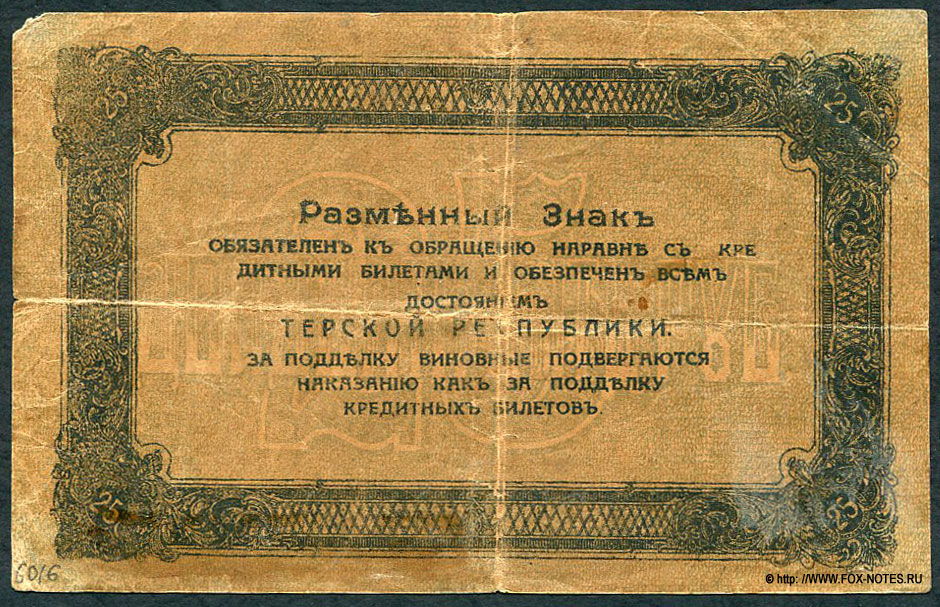 25 25
Размѣнный Знакъ
ОБЯЗАТЕЛЕНЪ КЪ ОБРАЩЕНІЮ НАРАВНѢ СЪ КРЕ
ДИТНЫМИ БИЛЕТАМИ И ОБЕЗПЕЧЕНЪ ВСѢМЪ
ДОСТОЯНІМЪ
ТЕРСКОЙ РЕСПУБЛИКИ.
ЗА ПОДДѢЛКУ ВИНОВНЫЕ ПОДВЕРГАЮТСЯ
НАКАЗАНІЮ КАКЪ ЗА ПОДДѢЛКУ
КРЕДИТНЫХЪ БИЛЕТОВЪ.
25 25
6016
© http: //WWW.FOX-NOTES.RU